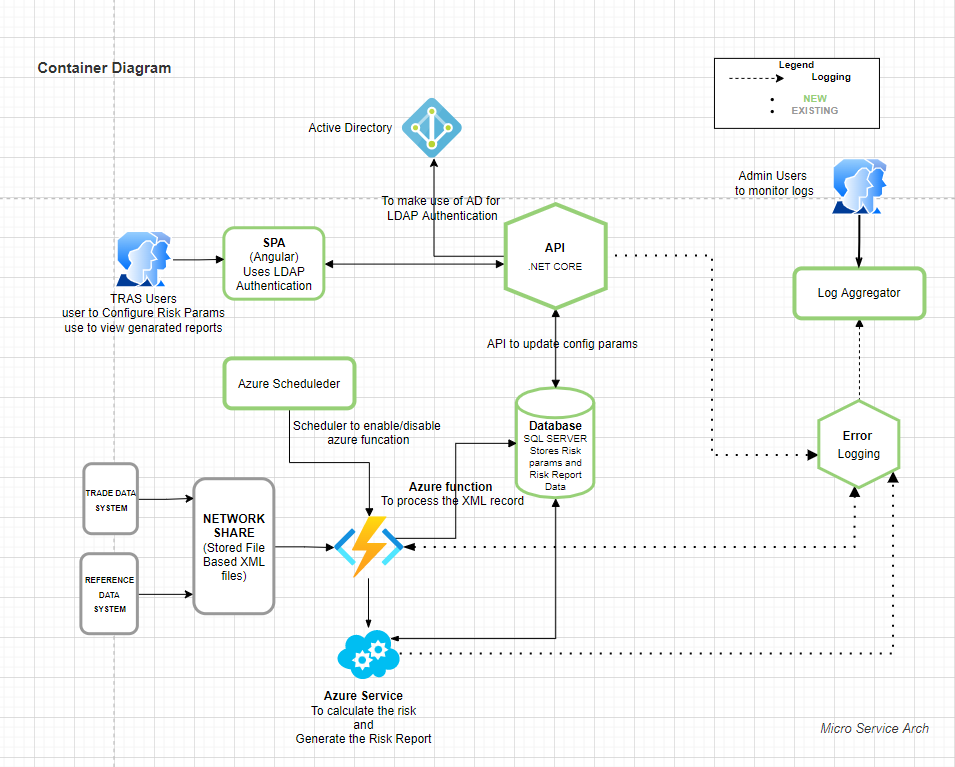 Container Diagram
Legend
Logging
NEW
EXISTING
Active Directory
Admin Users
to monitor logs
To make use of AD for
LDAP Authentication
SPA
(Angular)
Uses LDAP
Authentication
API
.NET CORE
TRAS Users
user to Configure Risk Params
use to view genarated reports
Log Aggregator
API to update config params
Azure Scheduleder
Scheduler to enable/disable
azure funcation
Database
SQL SERVER
Stores Risk
params and
Risk Report
Data
Error
Logging
Azure function
To process the XML record
TRADE DATA
SYSTEM
NETWORK
SHARE
(Stored File
Based XML
files)
REFERENCE
DATA
SYSTEM
Azure Service
To calculate the risk
and
Generate the Risk Report
Micro Service Arch